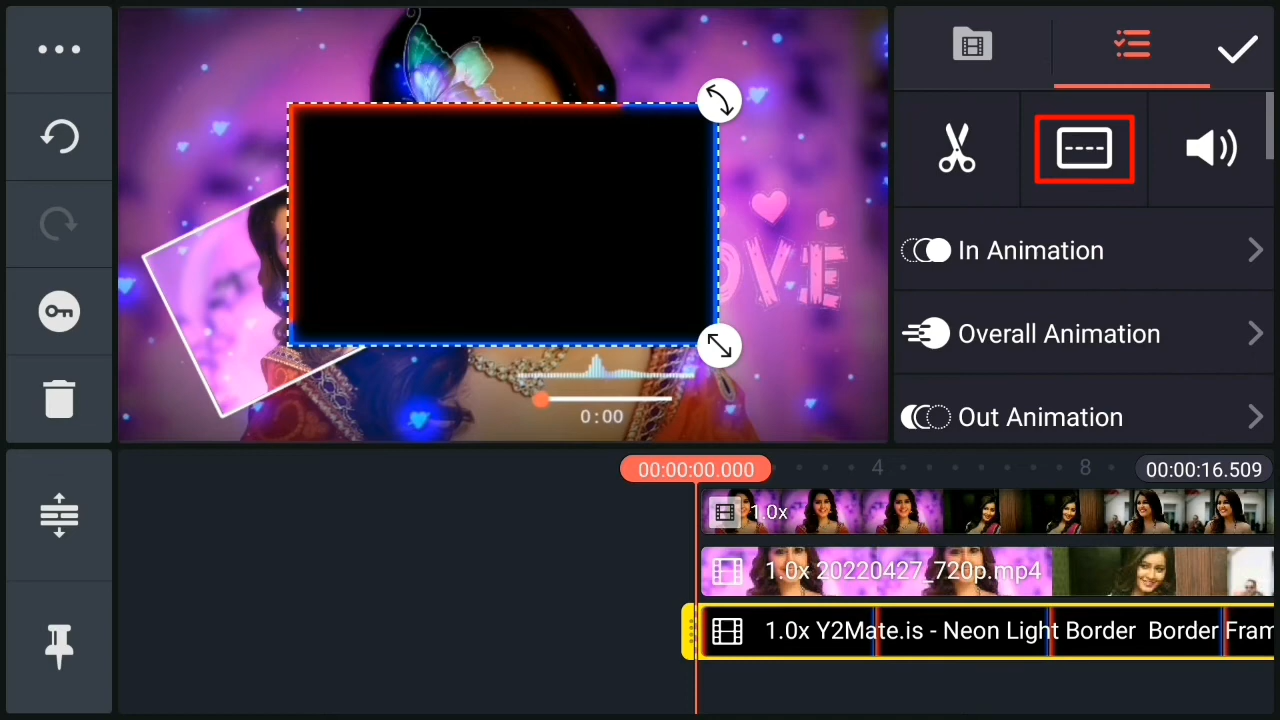 In Animation
Overall Animation
Out Animation
OVE
0:00
00:00:00.000
4
8
00:00:16.509
1.0x
1.0x 20220427_720p.mp4
1.0x Y2Mate.is - Neon Light Border Border Fram